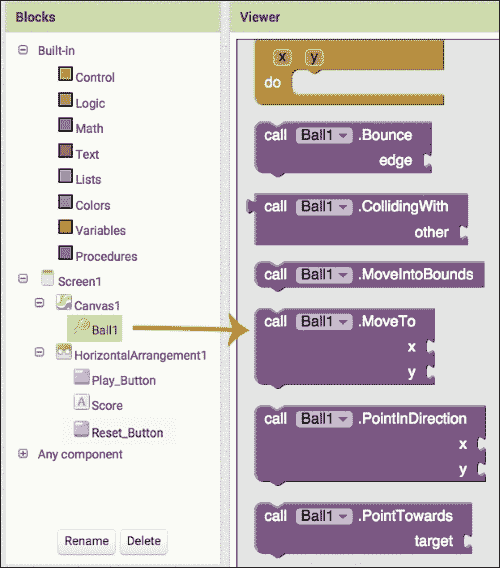 Blocks
Built-in
Control
Logic
Math
Text
Lists
Colors
Variables
Procedures
Screen1
Canvas1
Ball1
HorizontalArrangement1
Play_Button
A Score
Reset_Button
Any component
Rename Delete
Viewer
x y
do
call Ball1 .Bounce
edge
call Ball1 .CollidingWith
other
call Ball1 .MoveIntoBounds
call Ball1 .MoveTo
x
y
call Ball1 .PointInDirection
x
y
call Ball1 .PointTowards
target